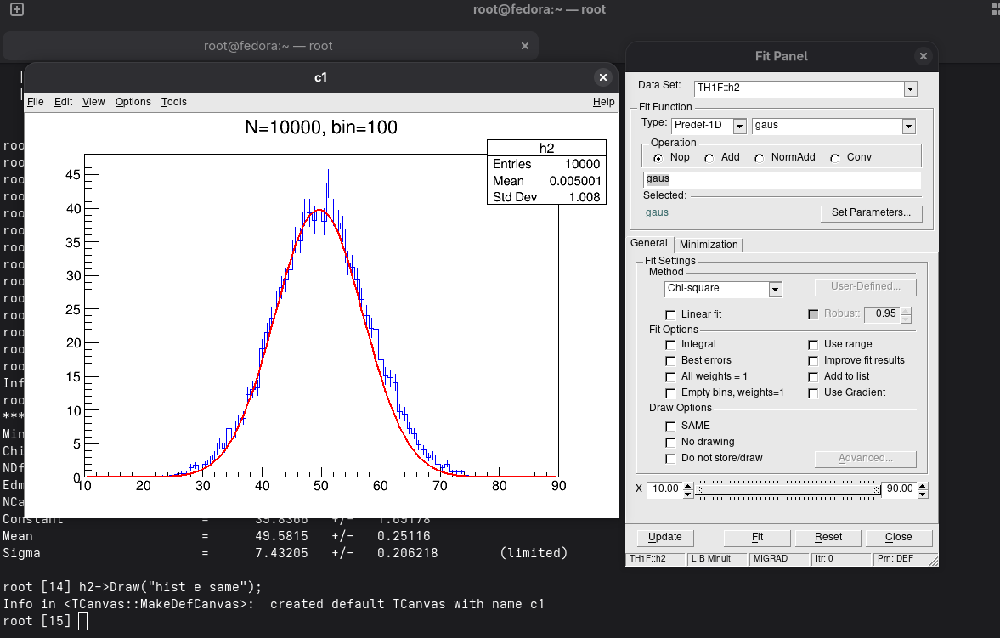 root@fedora:~ — root
root@fedora:~ — root
c1
File Edit View Options Tools Help
N=10000, bin=100
h2
Entries 10000
Mean 0.005001
Std Dev 1.008
45
40
35
30
25
20
15
10
5
0
10 20 30 40 50 60 70 80 90
roo
roo
roo
roo
roo
roo
roo
roo
roo
roo
roo
roo
roo
roo
Inf
roo
***
Min
Chi
NDf
Edm
NCa
Constant = 39.8366 +/-
Mean = 49.5815 +/- 0.25116
Sigma = 7.43205 +/- 0.206218 (limited)
root [14] h2->Draw("hist e same");
Info in <TCanvas::MakeDefCanvas>: created default TCanvas with name c1
root [15]
Fit Panel
Data Set: TH1F::h2
Fit Function
Type: Predef-1D gaus
Operation
Nop Add NormAdd Conv
gaus
Selected:
gaus Set Parameters...
General Minimization
Fit Settings
Method
Chi-square User-Defined...
Linear fit Robust: 0.95
Fit Options
Integral Use range
Best errors Improve fit results
All weights = 1 Add to list
Empty bins, weights=1 Use Gradient
Draw Options
SAME
No drawing
Do not store/draw Advanced...
X 10.00 90.00
Update Fit Reset Close
TH1F::h2 LIB Minuit MIGRAD Itr: 0 Prn: DEF